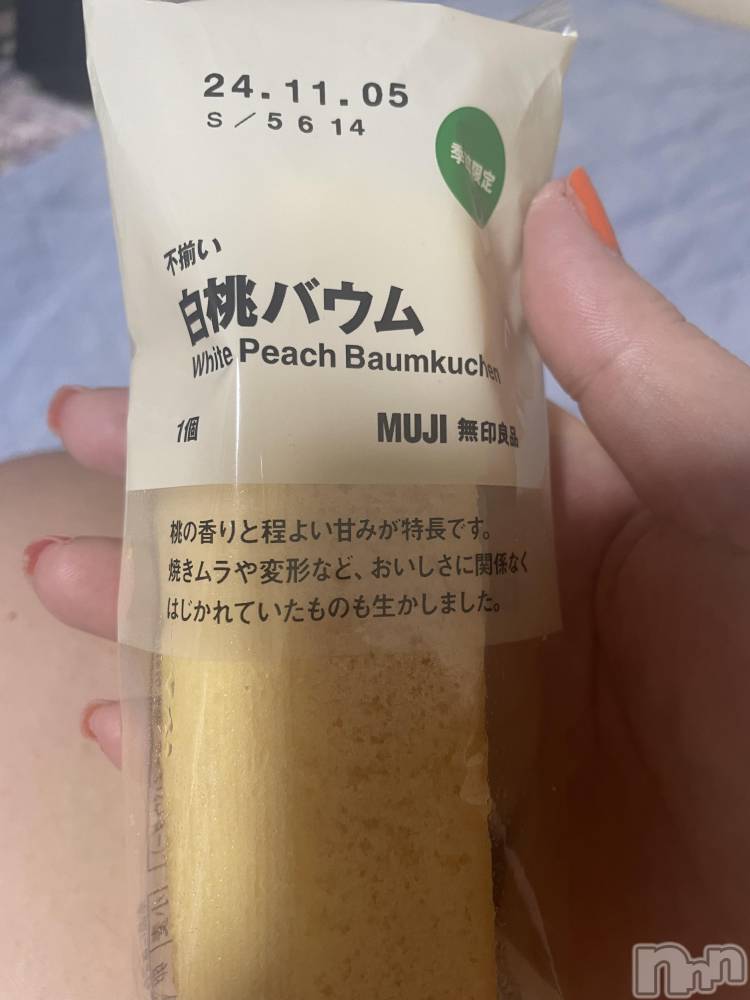 24.11.05
S/5614
季節限定
不揃い
白桃バウム
White Peach Baumkuchen
1個
MUJI 無印良品
桃の香りと程よい甘みが特長です。
焼きムラや変形など、おいしさに関係なく
はじかれていたものも生かしました。
nnn